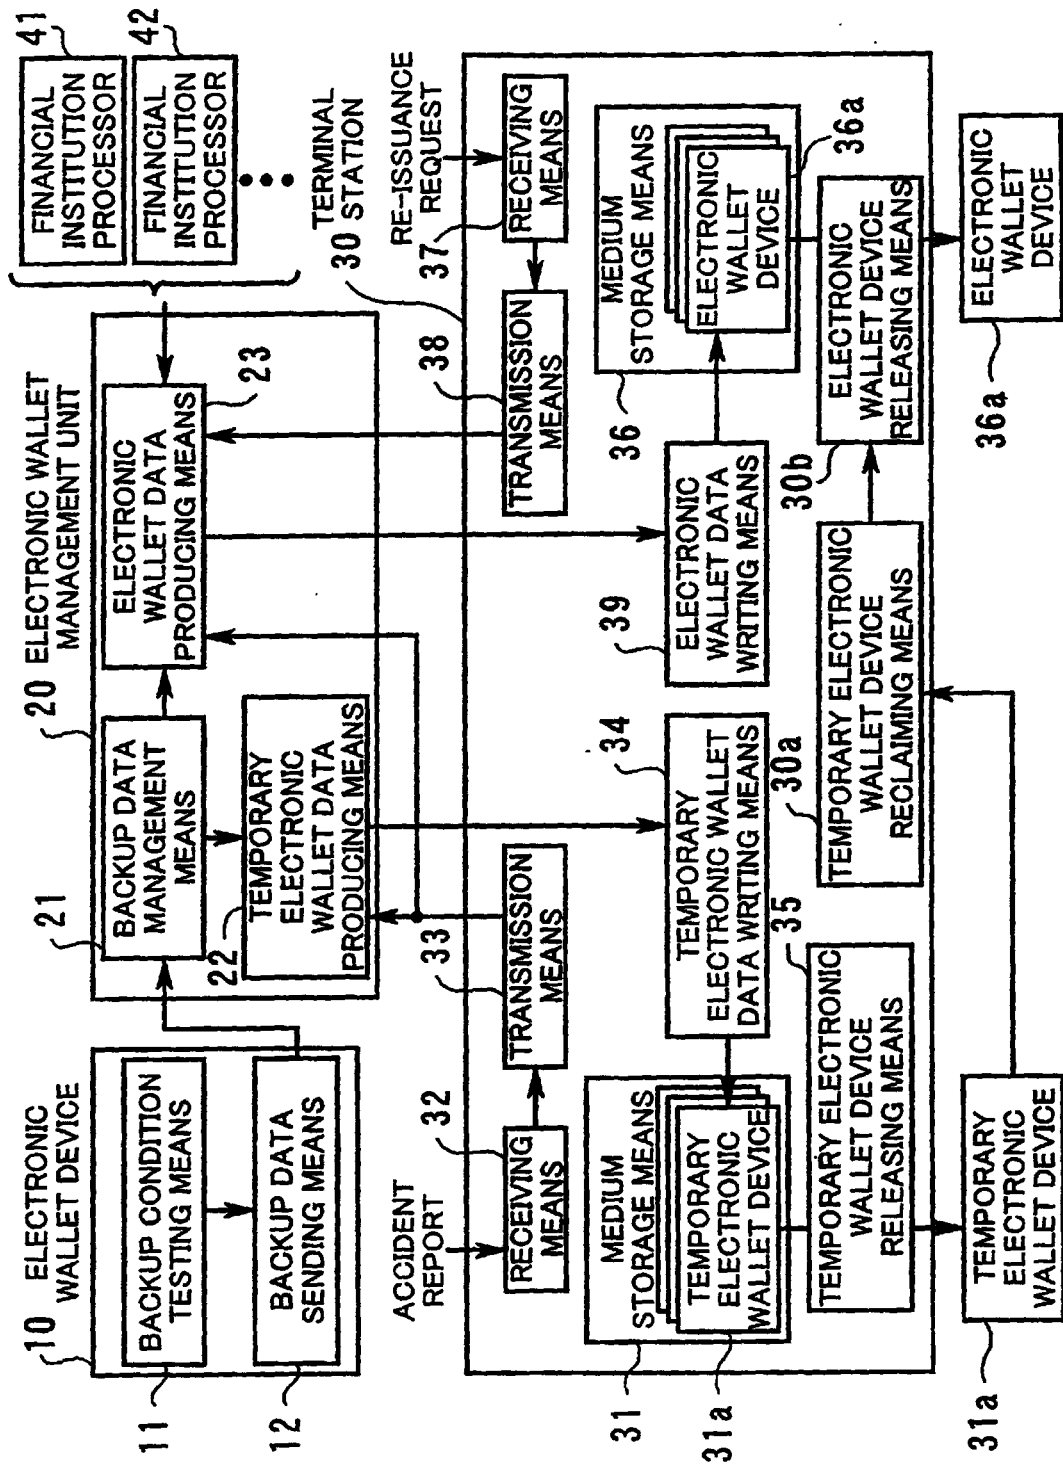 10 ELECTRONIC
WALLET DEVICE
11
BACKUP CONDITION
TESTING MEANS
12
BACKUP DATA
SENDING MEANS
20 ELECTRONIC WALLET
MANAGEMENT UNIT
21
BACKUP DATA
MANAGEMENT
MEANS
22
TEMPORARY
ELECTRONIC
WALLET DATA
PRODUCING MEANS
ELECTRONIC
WALLET DATA
PRODUCING MEANS
23
FINANCIAL
INSTITUTION
PROCESSOR
41
FINANCIAL
INSTITUTION
PROCESSOR
42
TERMINAL
30 STATION
ACCIDENT
REPORT
32
RECEIVING
MEANS
33
TRANSMISSION
MEANS
RE-ISSUANCE
REQUEST
37
RECEIVING
MEANS
38
TRANSMISSION
MEANS
31
MEDIUM
STORAGE MEANS
TEMPORARY
ELECTRONIC
WALLET DEVICE
31a
34
TEMPORARY
ELECTRONIC WALLET
DATA WRITING MEANS
35
TEMPORARY ELECTRONIC
WALLET DEVICE
RELEASING MEANS
39
ELECTRONIC
WALLET DATA
WRITING MEANS
36
MEDIUM
STORAGE MEANS
ELECTRONIC
WALLET
DEVICE
36a
30a
TEMPORARY ELECTRONIC
WALLET DEVICE
RECLAIMING MEANS
30b
ELECTRONIC
WALLET DEVICE
RELEASING MEANS
31a
TEMPORARY
ELECTRONIC
WALLET DEVICE
36a
ELECTRONIC
WALLET
DEVICE